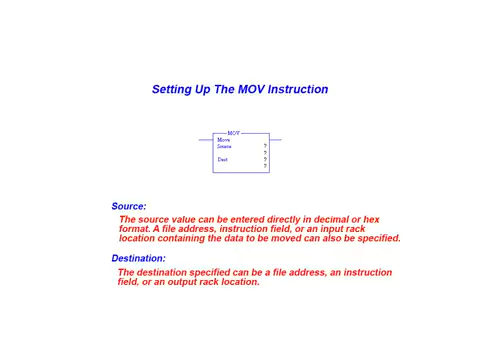 Setting Up The MOV Instruction
MOV
Move
Source ?
?
Dest ?
?
Source:
The source value can be entered directly in decimal or hex
format. A file address, instruction field, or an input rack
location containing the data to be moved can also be specified.
Destination:
The destination specified can be a file address, an instruction
field, or an output rack location.